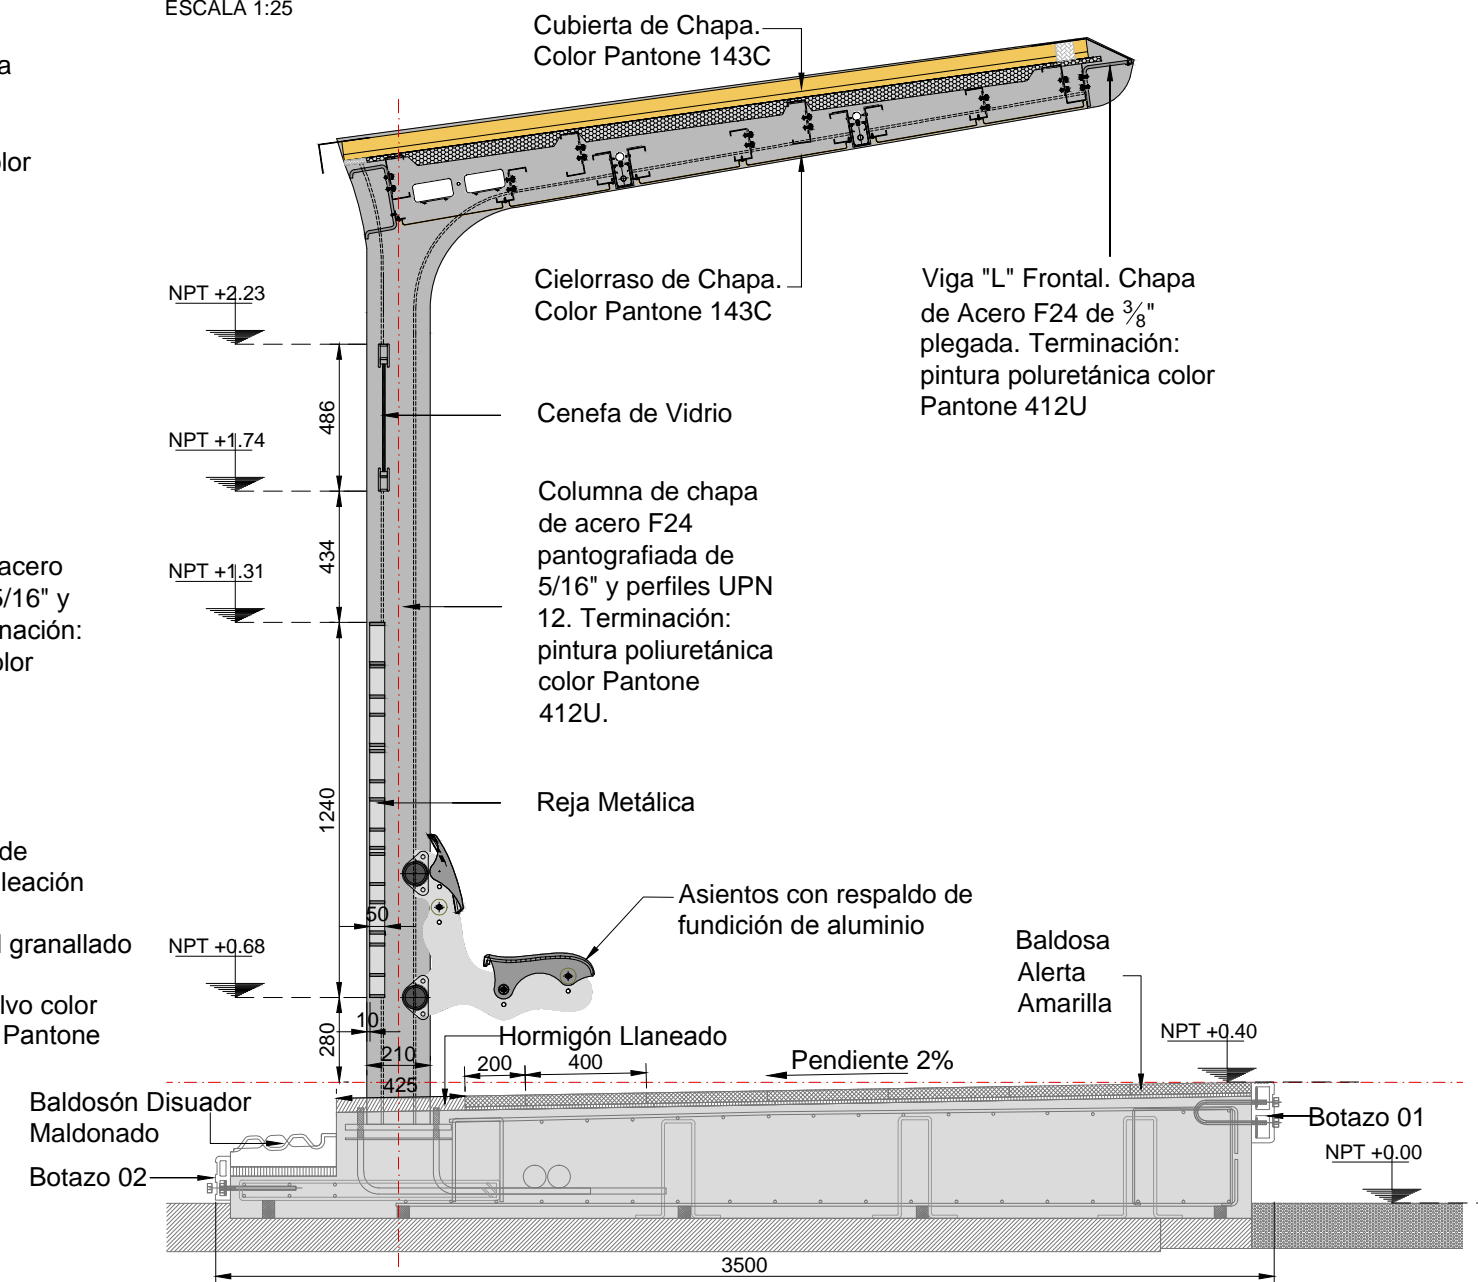 ESCALA 1:25
Cubierta de Chapa.
Color Pantone 143C
a
olor
NPT +2.23
Cielorraso de Chapa.
Color Pantone 143C
Viga "L" Frontal. Chapa
de Acero F24 de ⅜"
plegada. Terminación:
pintura poluretánica color
Pantone 412U
486
Cenefa de Vidrio
NPT +1.74
434
Columna de chapa
de acero F24
pantografiada de
5/16" y perfiles UPN
12. Terminación:
pintura poliuretánica
color Pantone
412U.
NPT +1.31
acero
5/16" y
nación:
olor
1240
Reja Metálica
de
leación
granallado
lvo color
Pantone
50
Asientos con respaldo de
fundición de aluminio
NPT +0.68
Baldosa
Alerta
Amarilla
10
280
Hormigón Llaneado
NPT +0.40
210
200
400
Pendiente 2%
425
Baldosón Disuador
Maldonado
Botazo 01
NPT +0.00
Botazo 02
3500